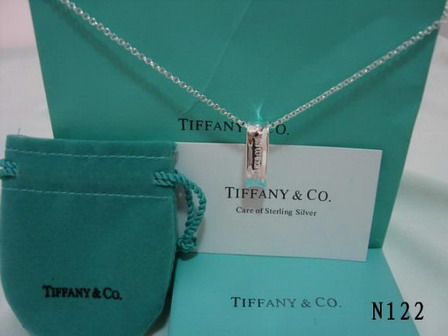 TIFFANY & CO.
TIFFANY & CO.
Care of Sterling Silver
TIFFANY & CO.
TIFFANY & CO.
N122